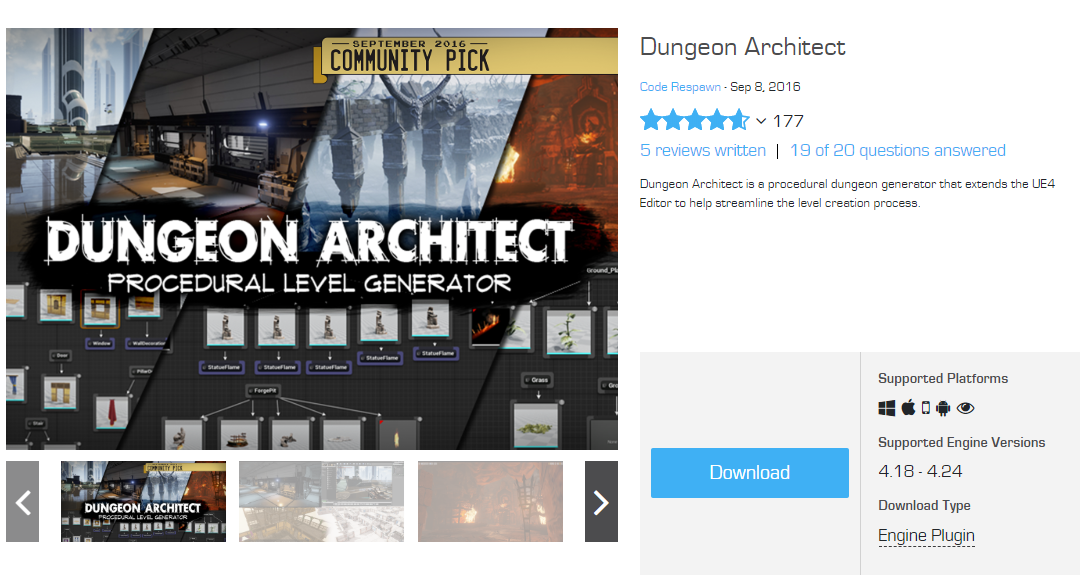 SEPTEMBER 2016
COMMUNITY PICK
DUNGEON ARCHITECT
PROCEDURAL LEVEL GENERATOR
Window
WallDecoration
Door
StatueFlame
StatueFlame
StatueFlame
StatueFlame
StatueFlame
ForgePit
Grass
Stair
COMMUNITY PICK
DUNGEON ARCHITECT
PROCEDURAL LEVEL GENERATOR
Dungeon Architect
Code Respawn - Sep 8, 2016
177
5 reviews written | 19 of 20 questions answered
Dungeon Architect is a procedural dungeon generator that extends the UE4
Editor to help streamline the level creation process.
Download
Supported Platforms
Supported Engine Versions
4.18 - 4.24
Download Type
Engine Plugin